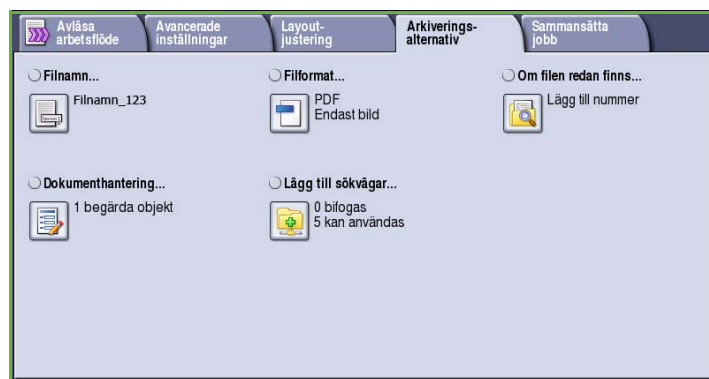 Avläsa
arbetsflöde
Avancerade
inställningar
Layout-
justering
Arkiverings-
alternativ
Sammansätta
jobb
Filnamn...
Filnamn_123
Filformat...
PDF
Endast bild
Om filen redan finns...
Lägg till nummer
Dokumenthantering...
1 begärda objekt
Lägg till sökvägar...
0 bifogas
5 kan användas